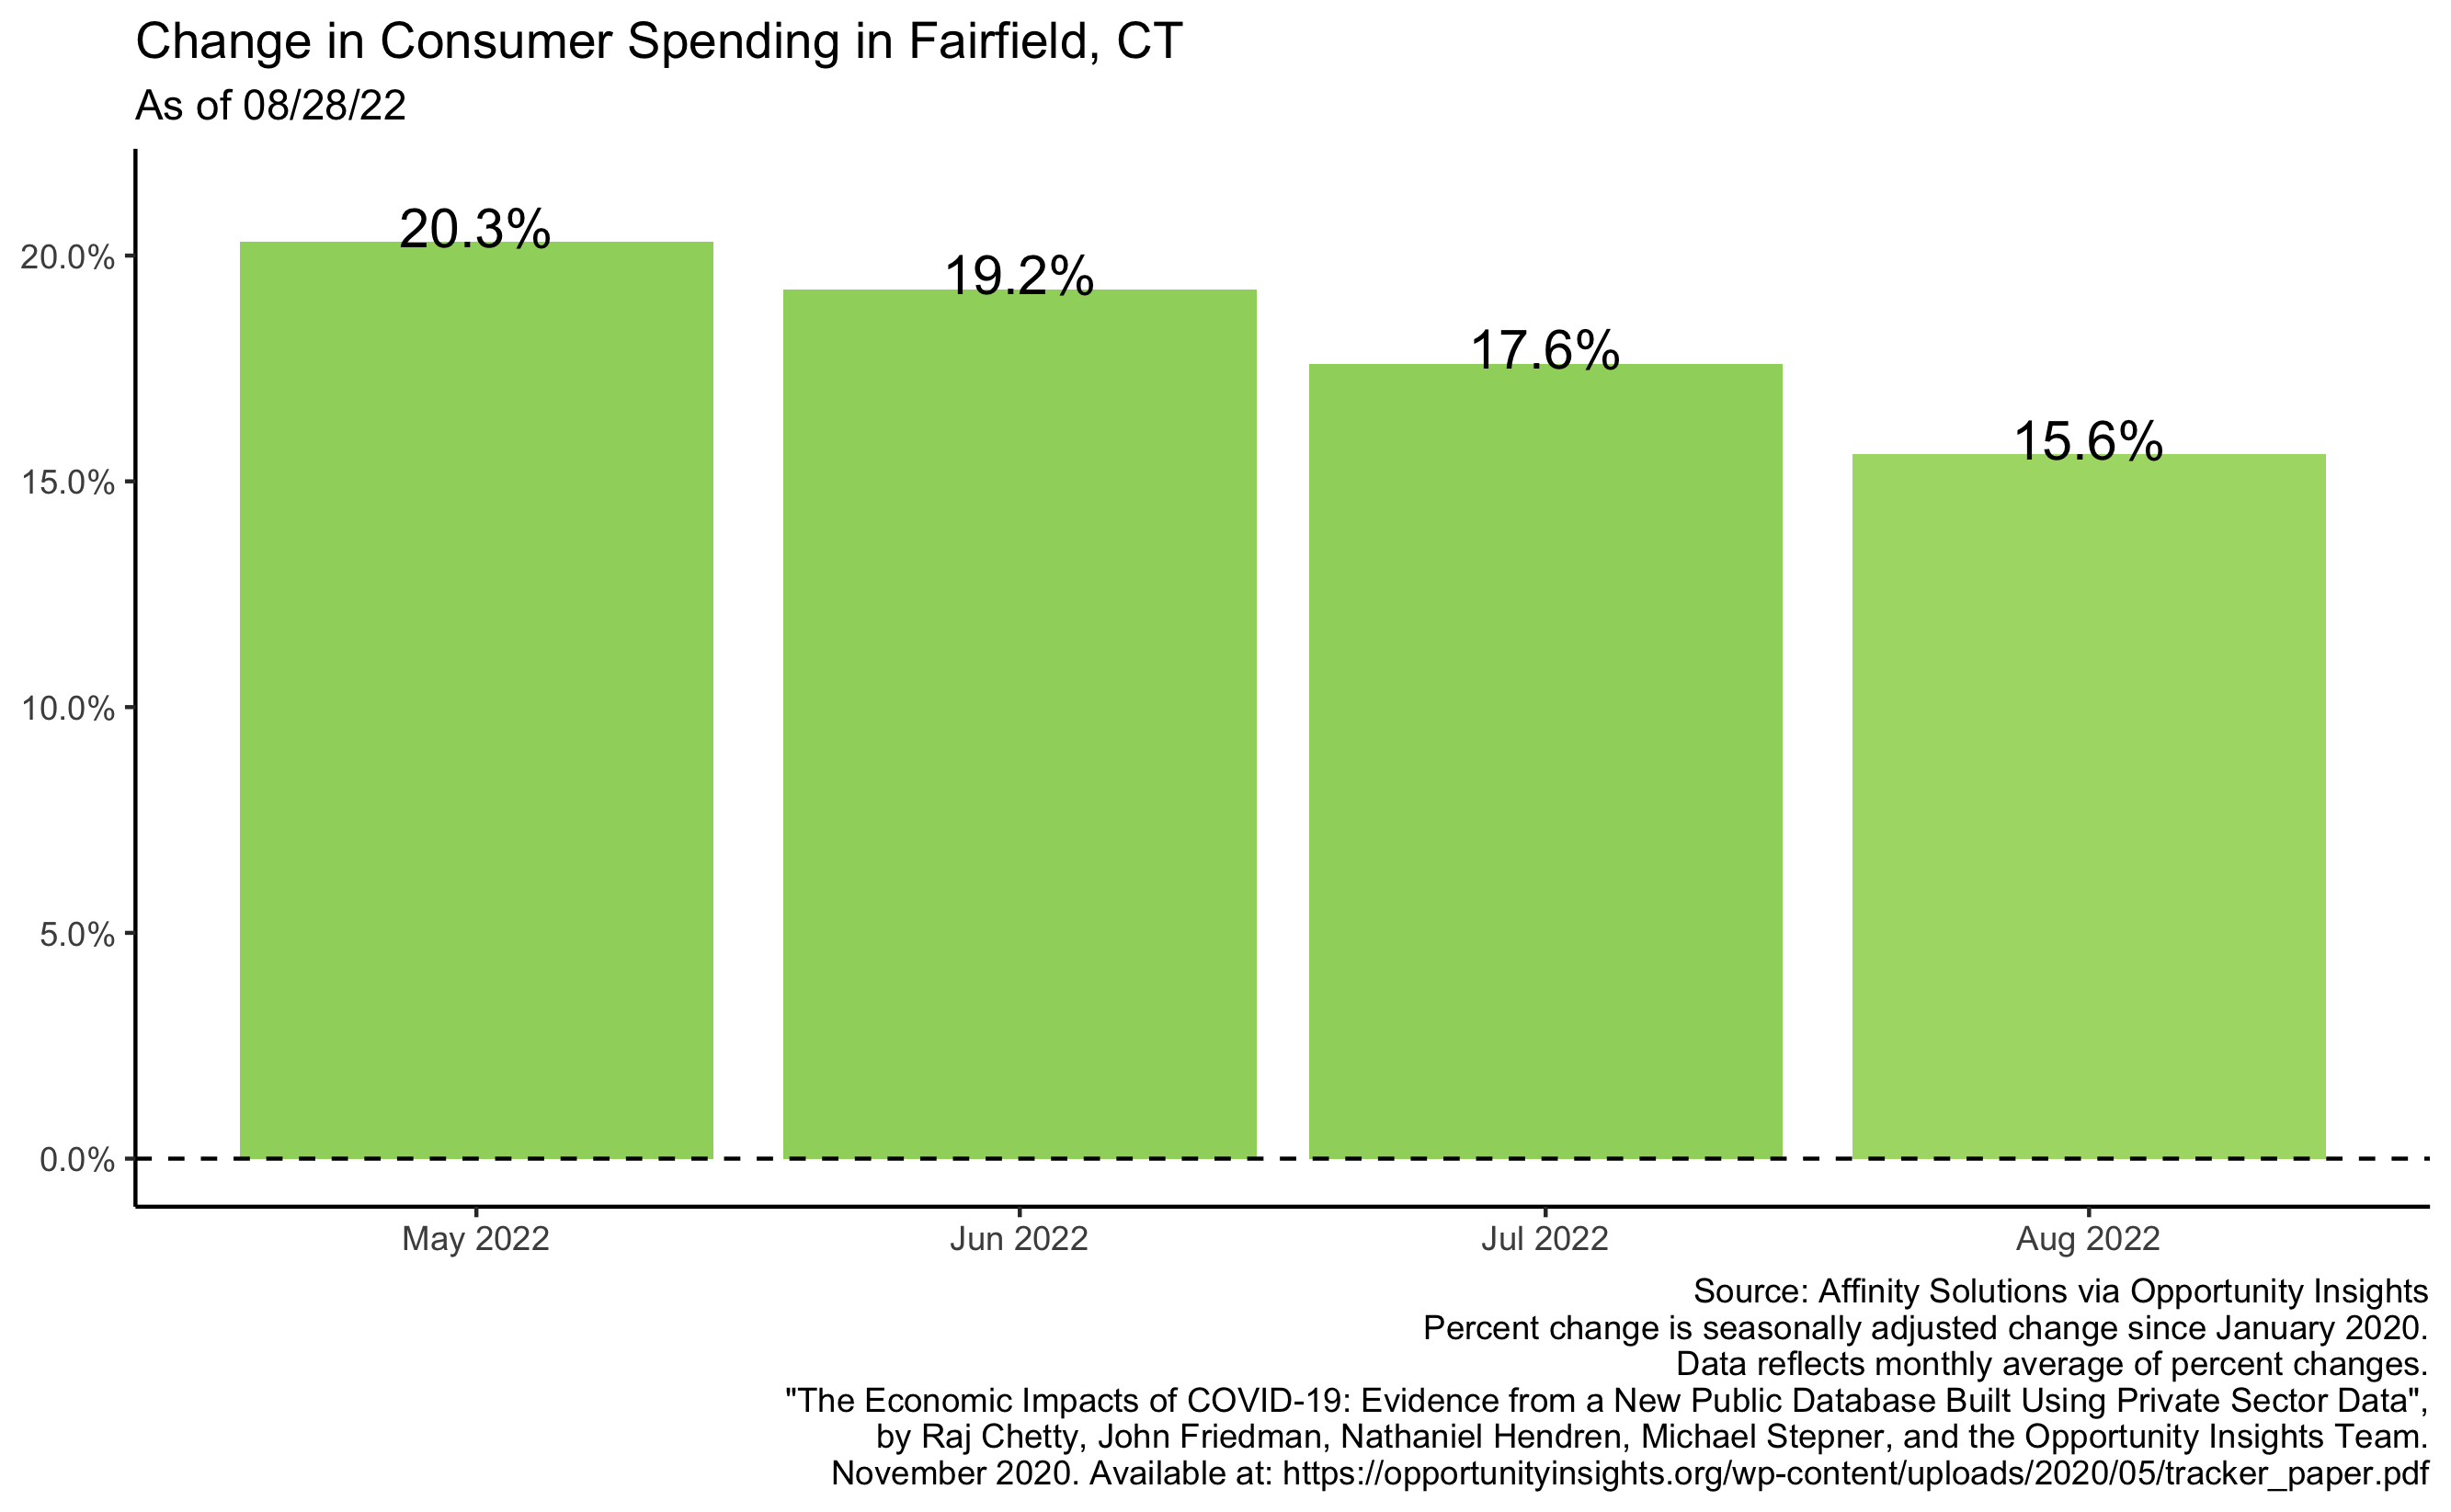 Change in Consumer Spending in Fairfield, CT
As of 08/28/22
20.3%
19.2%
17.6%
15.6%
20.0%
15.0%
10.0%
5.0%
0.0%
May 2022
Jun 2022
Jul 2022
Aug 2022
Source: Affinity Solutions via Opportunity Insights
Percent change is seasonally adjusted change since January 2020.
Data reflects monthly average of percent changes.
"The Economic Impacts of COVID-19: Evidence from a New Public Database Built Using Private Sector Data",
by Raj Chetty, John Friedman, Nathaniel Hendren, Michael Stepner, and the Opportunity Insights Team.
November 2020. Available at: https://opportunityinsights.org/wp-content/uploads/2020/05/tracker_paper.pdf